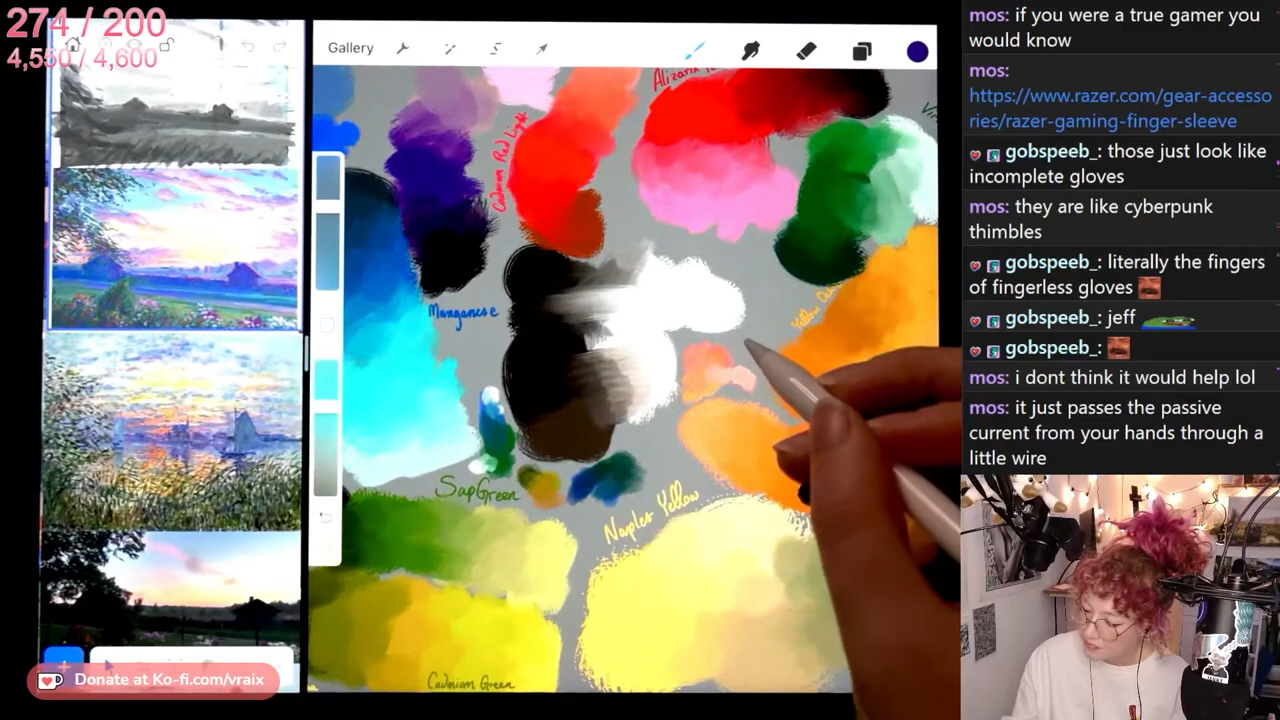 274 / 200
4,550 / 4,600
Gallery
Cadmium Red Light
Manganese
Sap Green
Naples Yellow
Cadmium Green
Donate at Ko-fi.com/vraix
mos: if you were a true gamer you
would know
mos:
https://www.razer.com/gear-accesso
ries/razer-gaming-finger-sleeve
gobspeeb_: those just look like
incomplete gloves
mos: they are like cyberpunk
thimbles
gobspeeb_: literally the fingers
of fingerless gloves
gobspeeb_: jeff
gobspeeb_:
mos: i dont think it would help lol
mos: it just passes the passive
current from your hands through a
little wire